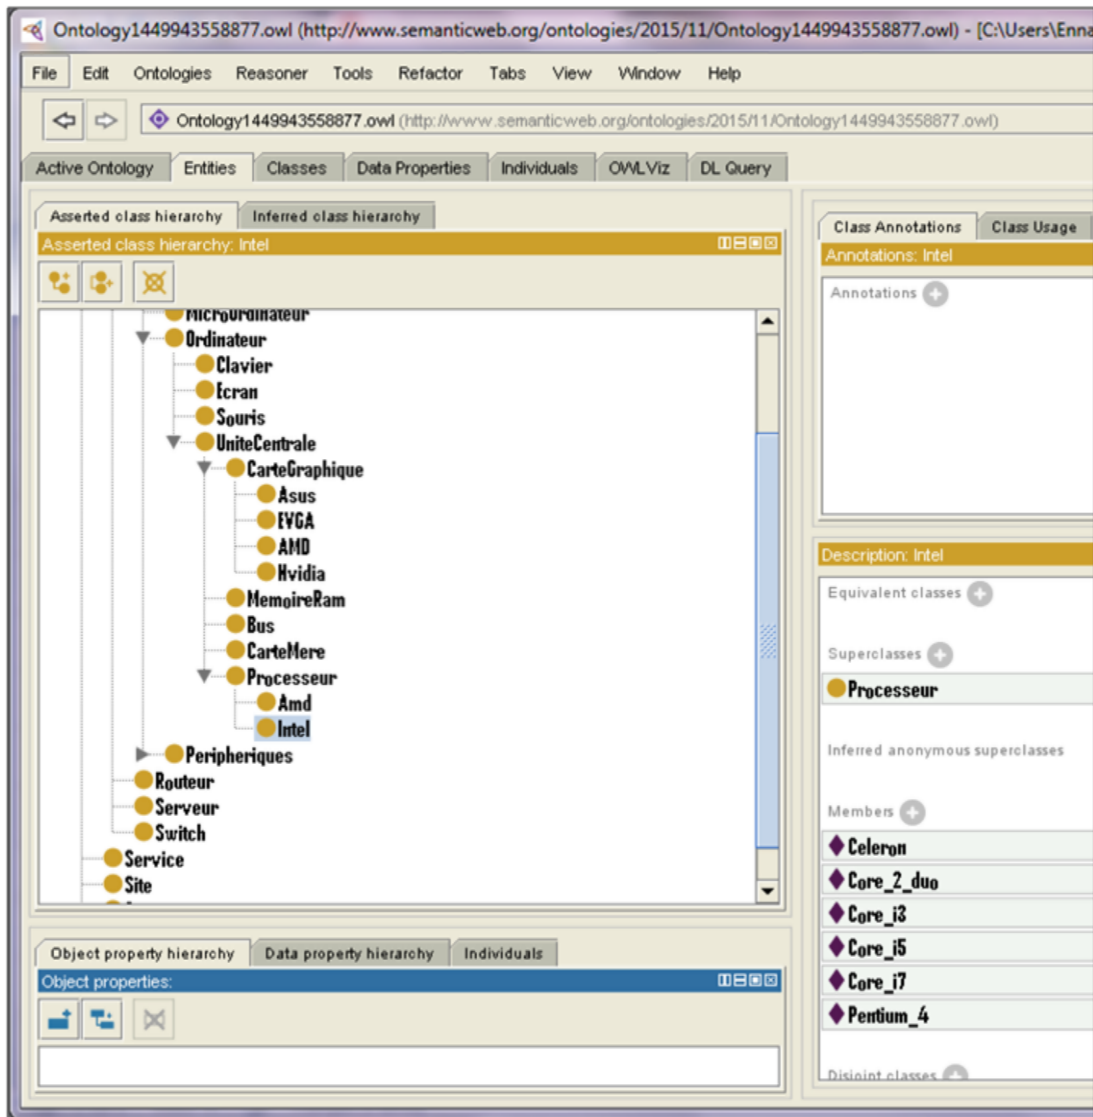 Ontology1449943558877.owl (http://www.semanticweb.org/ontologies/2015/11/Ontology1449943558877.owl) - [C:\Users\Enna
File Edit Ontologies Reasoner Tools Refactor Tabs View Window Help
Ontology1449943558877.owl (http://www.semanticweb.org/ontologies/2015/11/Ontology1449943558877.owl)
Active Ontology Entities Classes Data Properties Individuals OWLViz DL Query
Asserted class hierarchy Inferred class hierarchy
Asserted class hierarchy: Intel
MicroOrdinateur
Ordinateur
Clavier
Ecran
Souris
UniteCentrale
CarteGraphique
Asus
EVGA
AMD
Nvidia
MemoireRam
Bus
CarteMere
Processeur
Amd
Intel
Peripheriques
Routeur
Serveur
Switch
Service
Site
Object property hierarchy Data property hierarchy Individuals
Object properties:
Class Annotations Class Usage
Annotations: Intel
Annotations
Description: Intel
Equivalent classes
Superclasses
Processeur
Inferred anonymous superclasses
Members
Celeron
Core_2_duo
Core_i3
Core_i5
Core_i7
Pentium_4
Disjoint classes